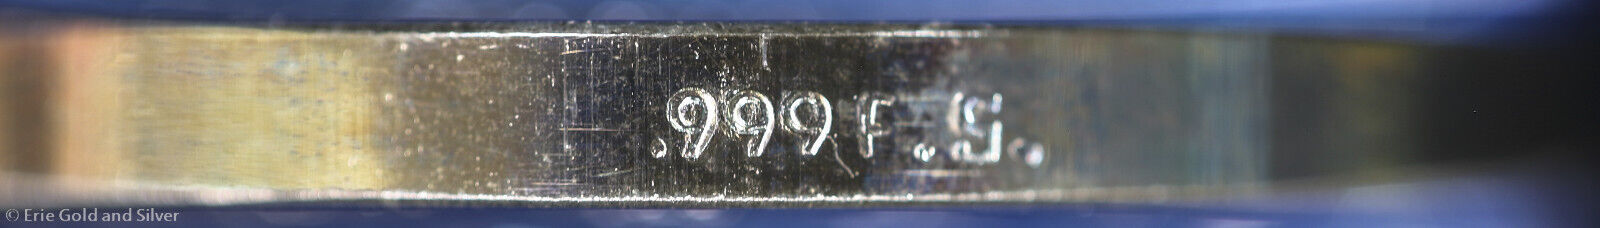 .999 F.S.
© Erie Gold and Silver